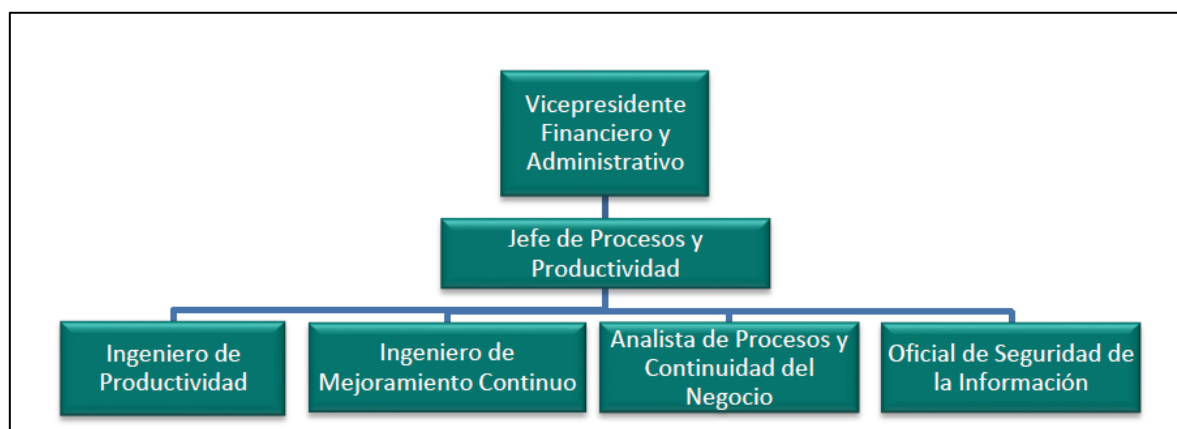 Vicepresidente
Financiero y
Administrativo
Jefe de Procesos y
Productividad
Ingeniero de
Productividad
Ingeniero de
Mejoramiento Continuo
Analista de Procesos y
Continuidad del
Negocio
Oficial de Seguridad de
la Información